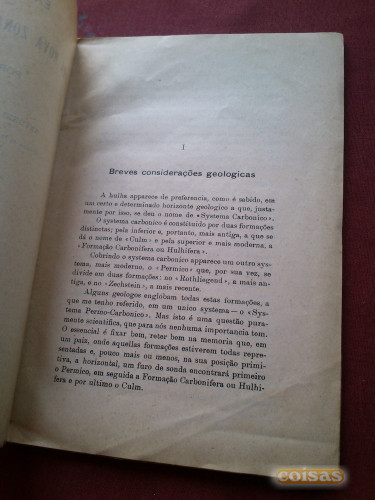 NOVA ZON
I
Breves considerações geologicas
A hulha apparece de preferencia, como é sabido, em
um certo e determinado horizonte geologico a que, justa-
mente por isso, se deu o nome de «Systema Carbonico».
O systema carbonico é constituido por duas formações
distinctas; pela inferior e, portanto, mais antiga, a que se
dá o nome de «Culm» e pela superior e mais moderna, a
«Formação Carbonifera ou Hulhifera».
Cobrindo o systema carbonico apparece um outro sys-
tema, mais moderno, o «Permico» que, por sua vez, se
divide em duas formações: no «Rothliegend», a mais an-
tiga, e no «Zechstein», a mais recente.
Alguns geologos englobam todas estas formações, a
que me tenho referido, em um unico systema — o «Sys-
tema Permo-Carbonico». Mas isto é uma questão pura-
mente scientifica, que para nós nenhuma importancia tem.
O essencial é fixar bem, reter bem na memoria que, em
um paiz, onde aquellas formações estiverem todas repre-
sentadas e, pouco mais ou menos, na sua posição primi-
tiva, a horizontal, um furo de sonda encontrará primeiro
o Permico, em seguida a Formação Carbonifera ou Hulhi-
fera e por ultimo o Culm.
coisas